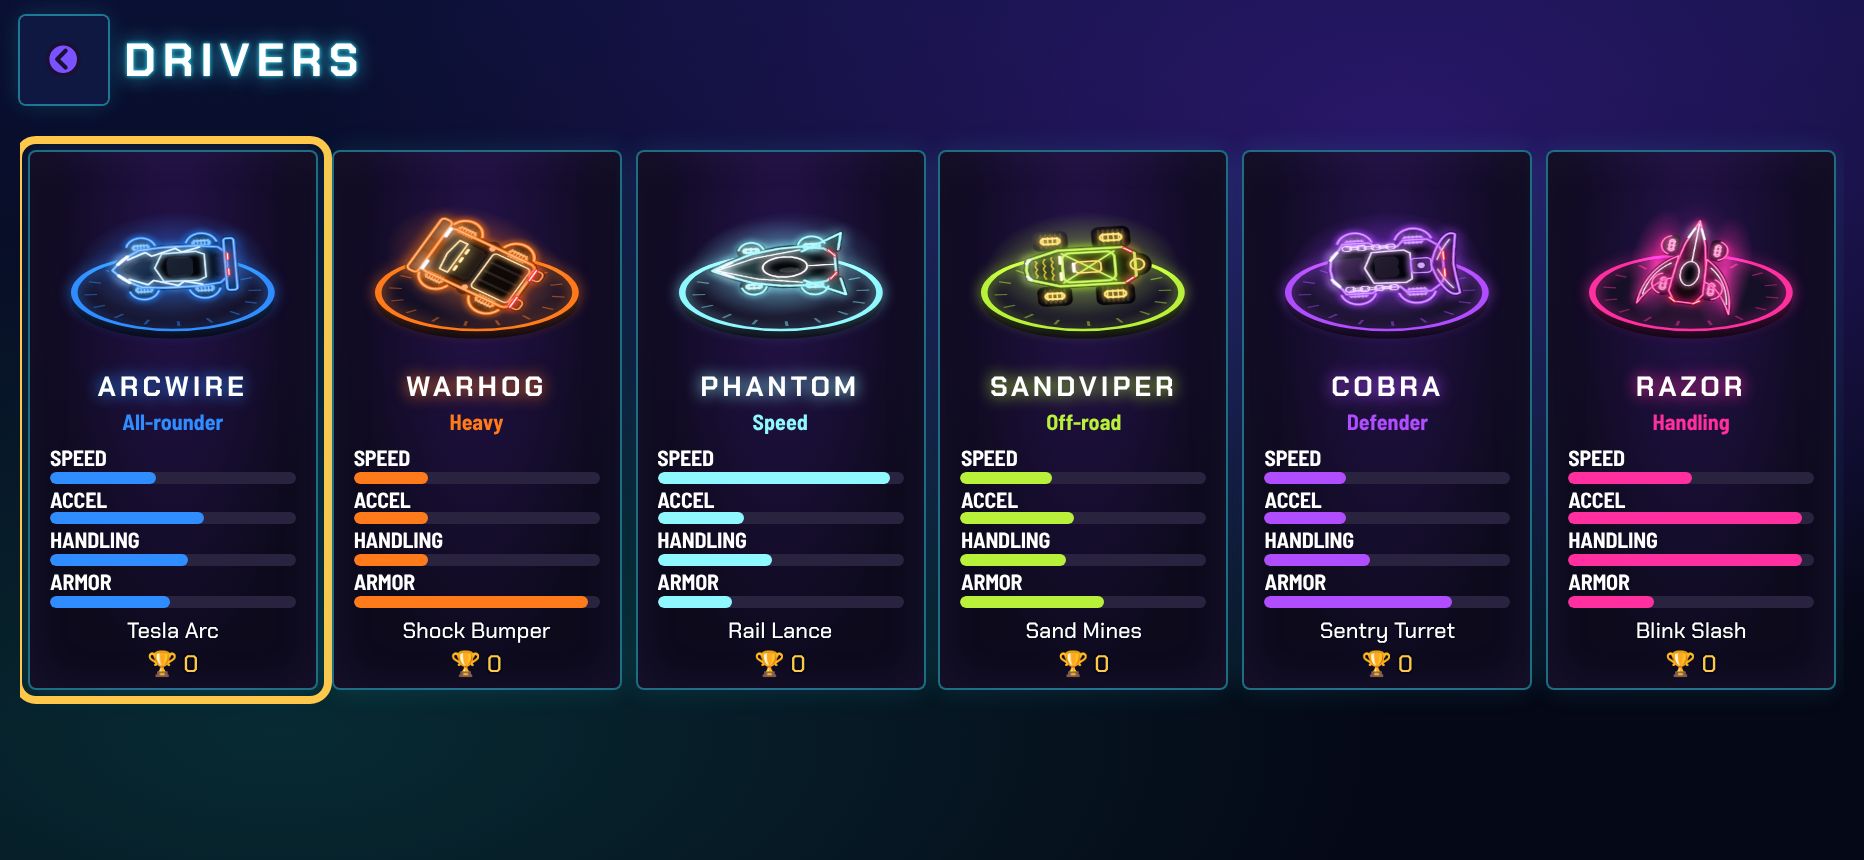 DRIVERS
ARCWIRE
All-rounder
SPEED
ACCEL
HANDLING
ARMOR
Tesla Arc
🏆 0
WARHOG
Heavy
SPEED
ACCEL
HANDLING
ARMOR
Shock Bumper
🏆 0
PHANTOM
Speed
SPEED
ACCEL
HANDLING
ARMOR
Rail Lance
🏆 0
SANDVIPER
Off-road
SPEED
ACCEL
HANDLING
ARMOR
Sand Mines
🏆 0
COBRA
Defender
SPEED
ACCEL
HANDLING
ARMOR
Sentry Turret
🏆 0
RAZOR
Handling
SPEED
ACCEL
HANDLING
ARMOR
Blink Slash
🏆 0